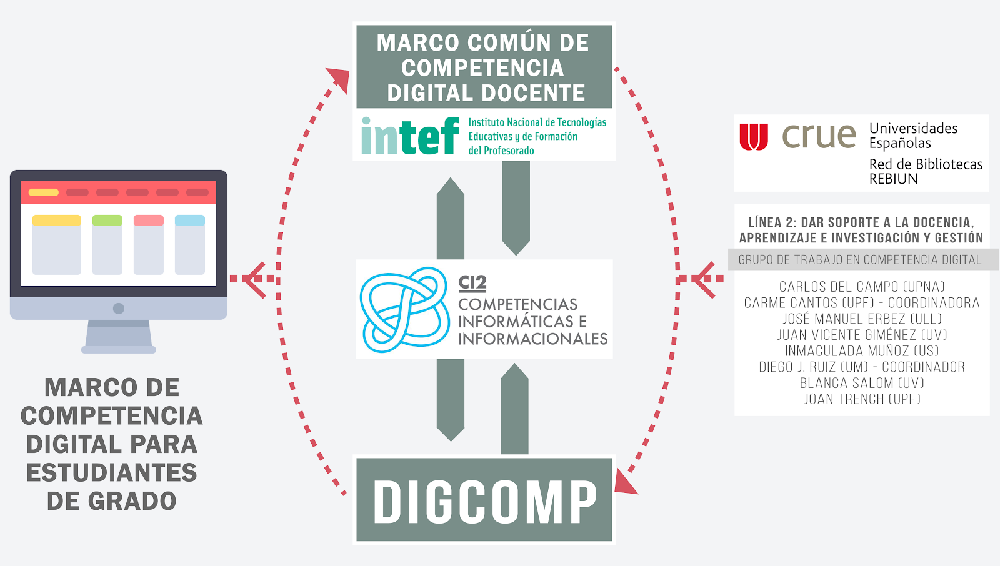 MARCO COMÚN DE
COMPETENCIA
DIGITAL DOCENTE
intef
Instituto Nacional de Tecnologías
Educativas y de Formación
del Profesorado
CI2
COMPETENCIAS
INFORMÁTICAS E
INFORMACIONALES
DIGCOMP
MARCO DE
COMPETENCIA
DIGITAL PARA
ESTUDIANTES
DE GRADO
crue
Universidades
Españolas
Red de Bibliotecas
REBIUN
LÍNEA 2: DAR SOPORTE A LA DOCENCIA,
APRENDIZAJE E INVESTIGACIÓN Y GESTIÓN
GRUPO DE TRABAJO EN COMPETENCIA DIGITAL
CARLOS DEL CAMPO (UPNA)
CARME CANTOS (UPF) - COORDINADORA
JOSÉ MANUEL ERBEZ (ULL)
JUAN VICENTE GIMÉNEZ (UV)
INMACULADA MUÑOZ (US)
DIEGO J. RUIZ (UM) - COORDINADOR
BLANCA SALOM (UV)
JOAN TRENCH (UPF)